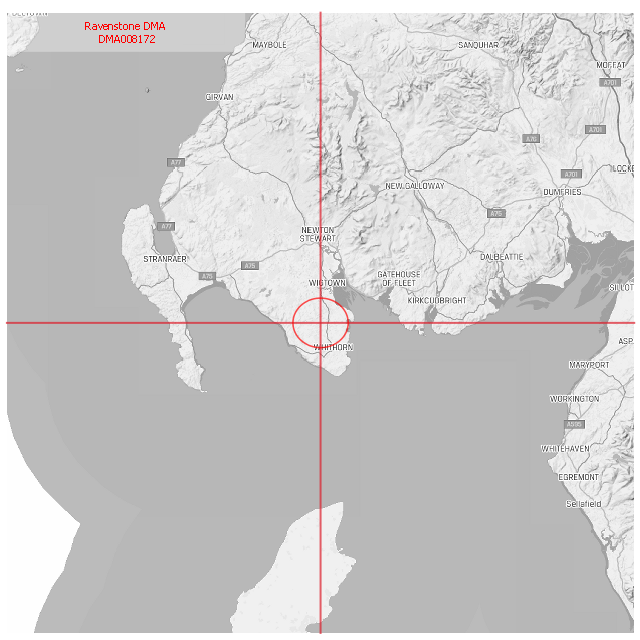 Ravenstone DMA
DMA008172
MAYBOLE
SANQUHAR
MOFFAT
A701
GIRVAN
A76
A701
A77
A701
NEW GALLOWAY
DUMFRIES
A75
A77
NEWTON
STEWART
STRANRAER
A75
A75
DALBEATTIE
WIGTOWN
GATEHOUSE
OF FLEET
SILLOT
KIRKCUDBRIGHT
ASP
WHITHORN
MARYPORT
WORKINGTON
A595
WHITEHAVEN
EGREMONT
Sellafield